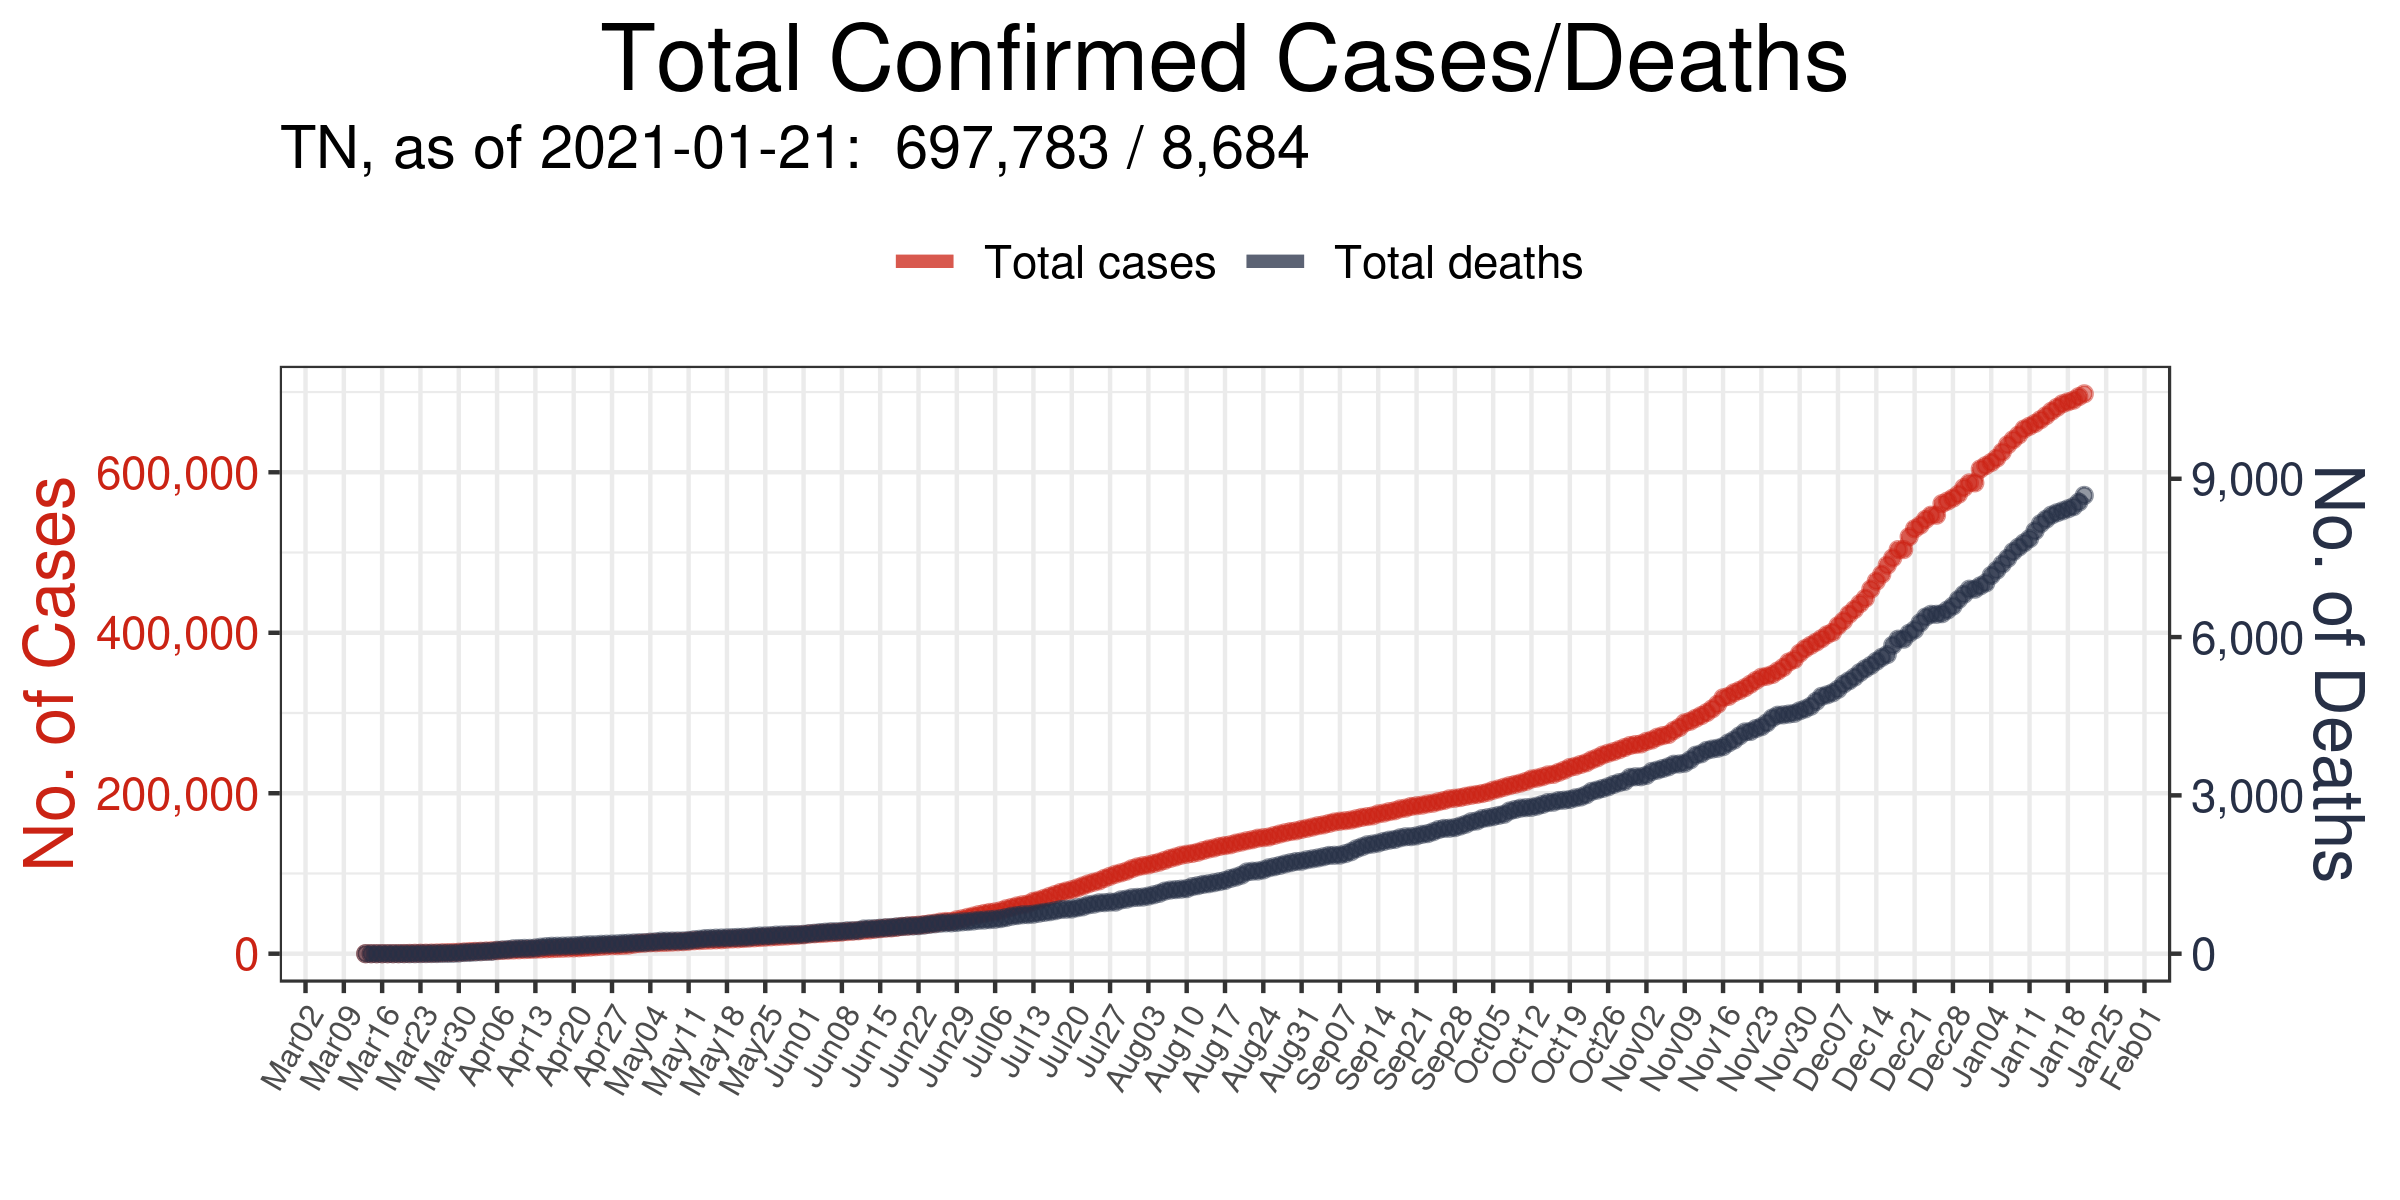 Total Confirmed Cases/Deaths
TN, as of 2021-01-21:  697,783 / 8,684
Total cases
Total deaths
No. of Cases
600,000
400,000
200,000
0
9,000
6,000
3,000
0
No. of Deaths
Mar02
Mar09
Mar16
Mar23
Mar30
Apr06
Apr13
Apr20
Apr27
May04
May11
May18
May25
Jun01
Jun08
Jun15
Jun22
Jun29
Jul06
Jul13
Jul20
Jul27
Aug03
Aug10
Aug17
Aug24
Aug31
Sep07
Sep14
Sep21
Sep28
Oct05
Oct12
Oct19
Oct26
Nov02
Nov09
Nov16
Nov23
Nov30
Dec07
Dec14
Dec21
Dec28
Jan04
Jan11
Jan18
Jan25
Feb01